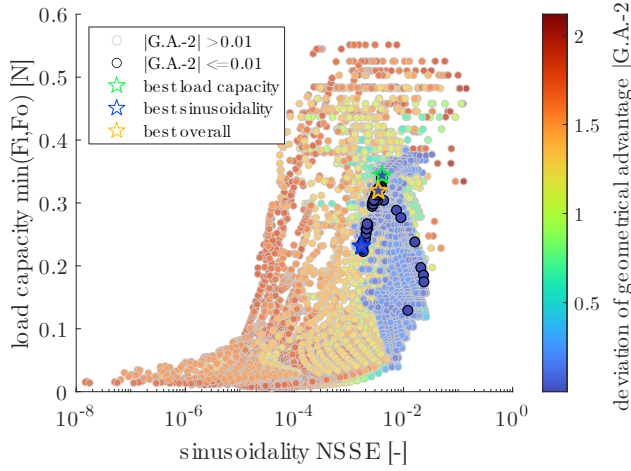 |G.A.-2| >0.01
|G.A.-2| <=0.01
best load capacity
best sinusoidality
best overall
load capacity min(Fi,Fo) [N]
0.6
0.5
0.4
0.3
0.2
0.1
0
10^-8
10^-6
10^-4
10^-2
10^0
sinusoidality NSSE [-]
2
1.5
1
0.5
deviation of geometrical advantage |G.A.-2